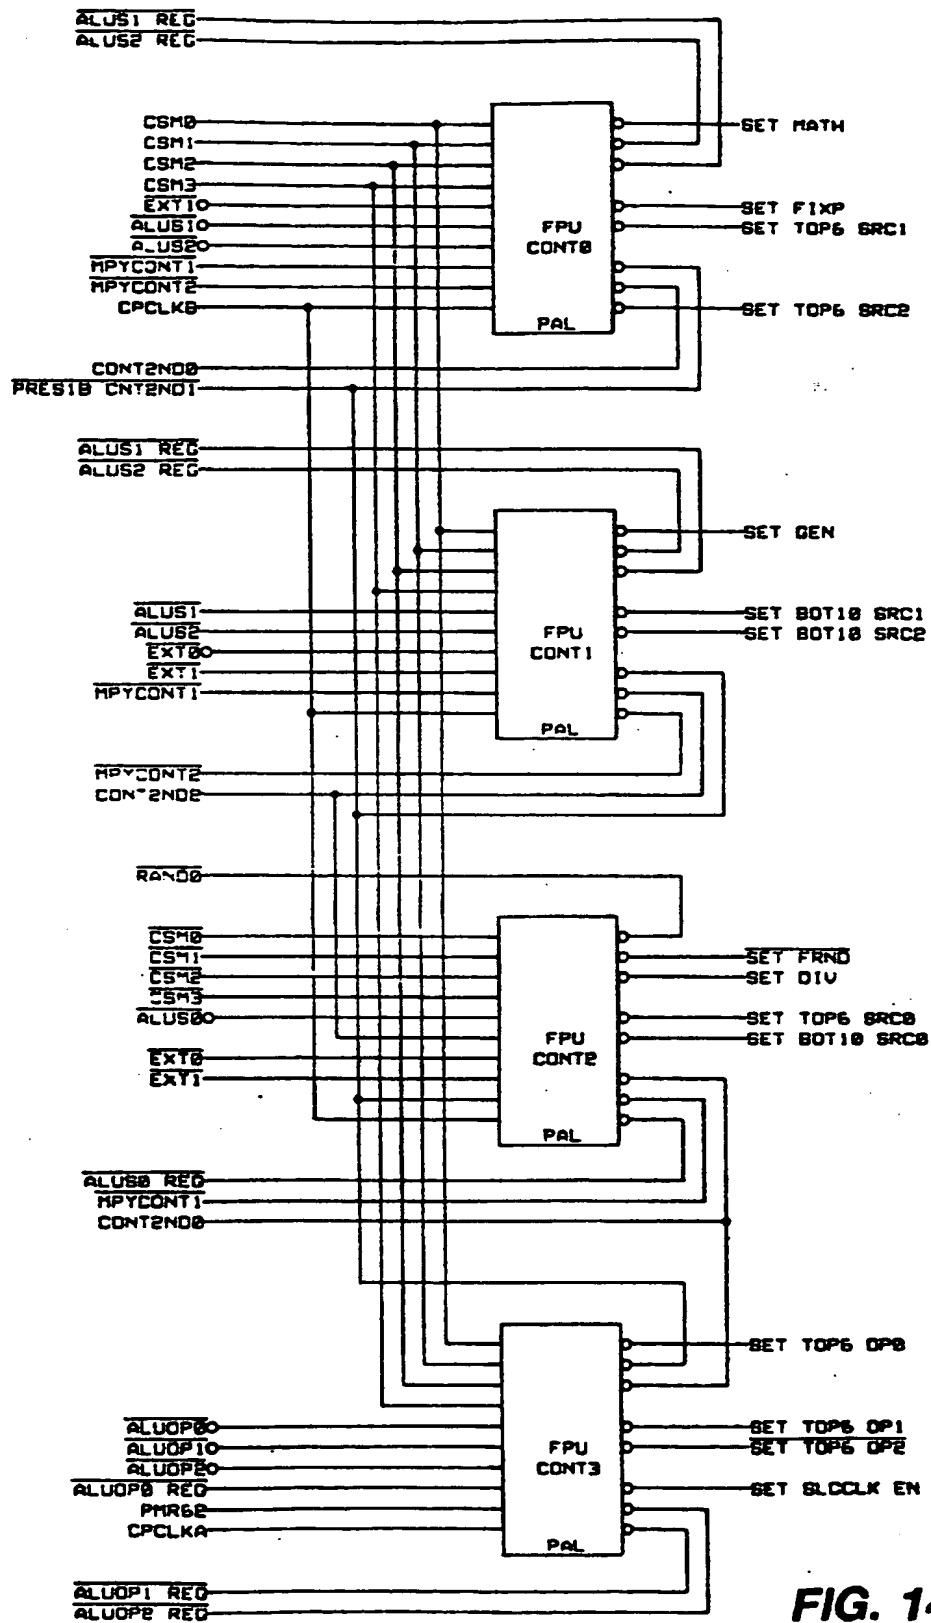 ALUS1 REG
ALUS2 REG
CSM0
CSM1
CSM2
CSM3
EXT1
ALUS1
ALUS2
MPYCONT1
MPYCONT2
CPCLKB
CONT2ND0
PRES1B CNT2ND1
FPU
CONT0
PAL
SET MATH
SET FIXP
SET TOP6 SRC1
SET TOP6 SRC2
ALUS1 REG
ALUS2 REG
ALUS1
ALUS2
EXT0
EXT1
MPYCONT1
MPYCONT2
CONT2ND2
FPU
CONT1
PAL
SET GEN
SET BOT10 SRC1
SET BOT10 SRC2
RAND0
CSM0
CSM1
CSM2
CSM3
ALUS0
EXT0
EXT1
ALUS0 REG
MPYCONT1
CONT2ND0
FPU
CONT2
PAL
SET FRND
SET DIV
SET TOP6 SRC0
SET BOT10 SRC0
ALUOP0
ALUOP1
ALUOP2
ALUOP0 REG
PMR62
CPCLKA
ALUOP1 REG
ALUOP2 REG
FPU
CONT3
PAL
SET TOP6 OP0
SET TOP6 OP1
SET TOP6 OP2
SET SLCCLK EN
FIG.